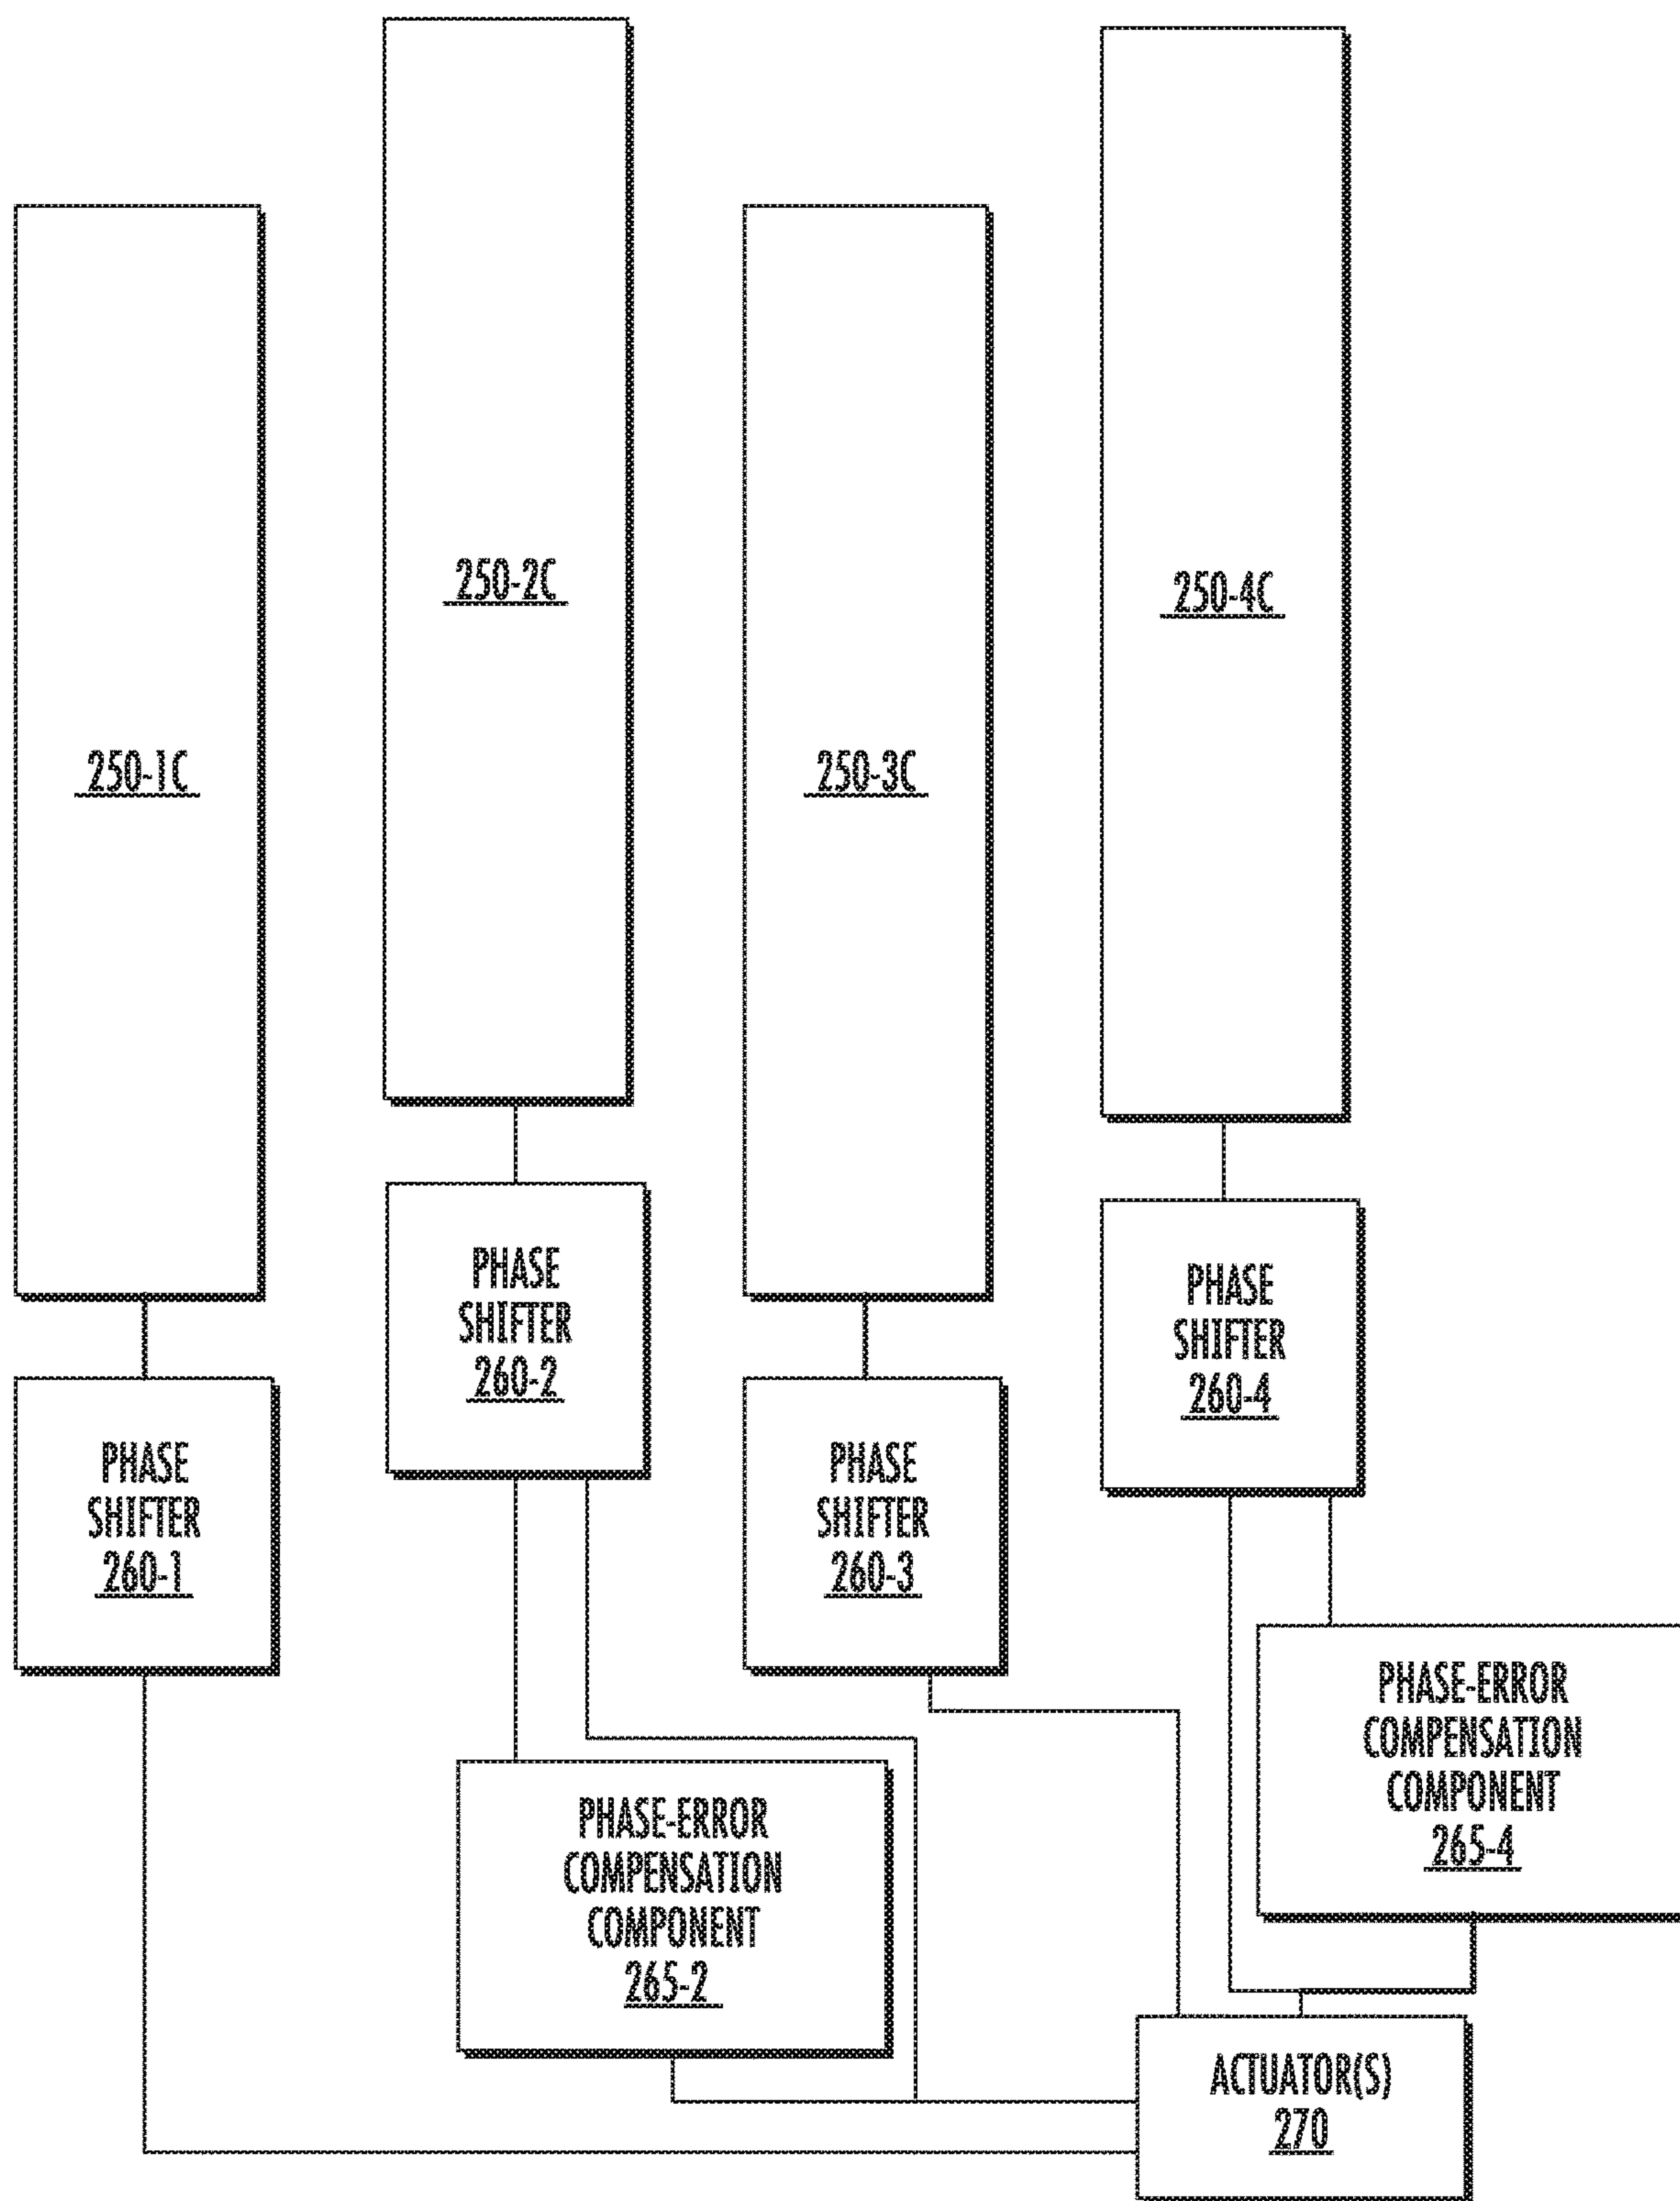 250-1C
250-2C
250-3C
250-4C
PHASE
SHIFTER
260-1
PHASE
SHIFTER
260-2
PHASE
SHIFTER
260-3
PHASE
SHIFTER
260-4
PHASE-ERROR
COMPENSATION
COMPONENT
265-2
PHASE-ERROR
COMPENSATION
COMPONENT
265-4
ACTUATOR(S)
270